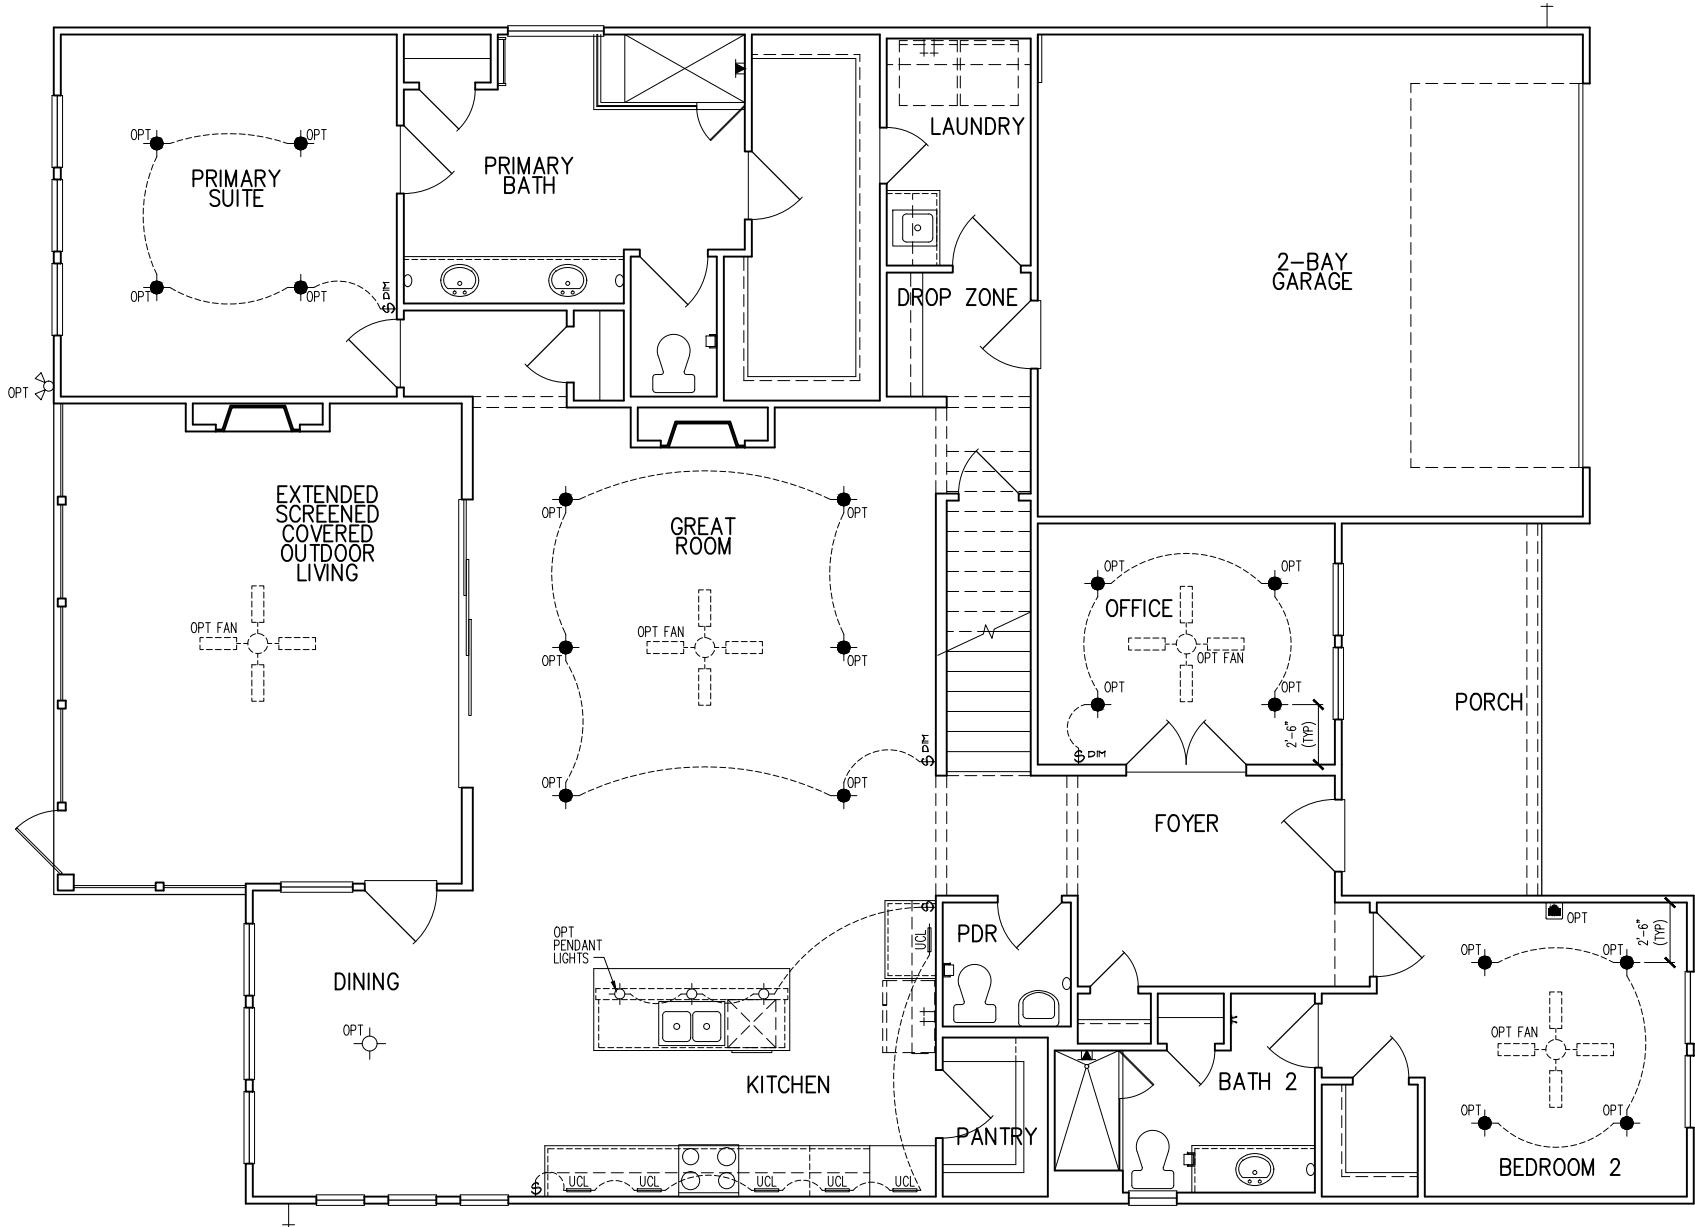 LAUNDRY
OPT
OPT
PRIMARY
SUITE
PRIMARY
BATH
OPT
OPT
$ DIM
2-BAY
GARAGE
DROP ZONE
OPT
EXTENDED
SCREENED
COVERED
OUTDOOR
LIVING
OPT
OPT
GREAT
ROOM
OPT FAN
OPT FAN
OPT
OPT
OPT
OPT
$ DIM
OPT
OPT
OFFICE
OPT FAN
OPT
OPT
$ DIM
2'-6"
(TYP)
PORCH
FOYER
OPT
PENDANT
LIGHTS
DINING
OPT
$
UCL
PDR
KITCHEN
PANTRY
$
UCL
UCL
UCL
UCL
UCL
BATH 2
OPT
2'-6"
(TYP)
OPT
OPT
OPT FAN
OPT
OPT
BEDROOM 2